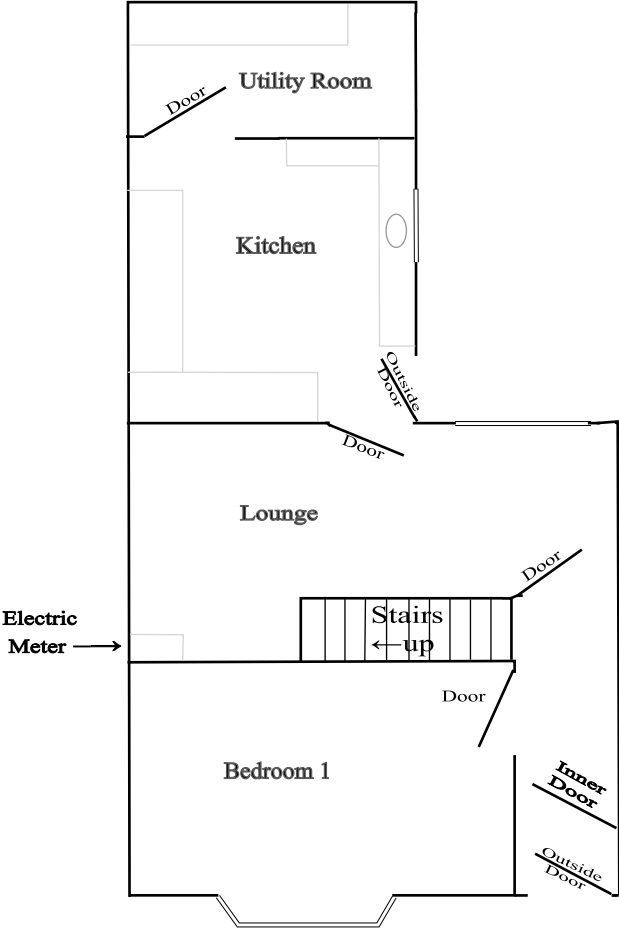 Utility Room
Door
Kitchen
Outside
Door
Door
Lounge
Door
Electric
Meter
Stairs
←up
Door
Bedroom 1
Inner
Door
Outside
Door